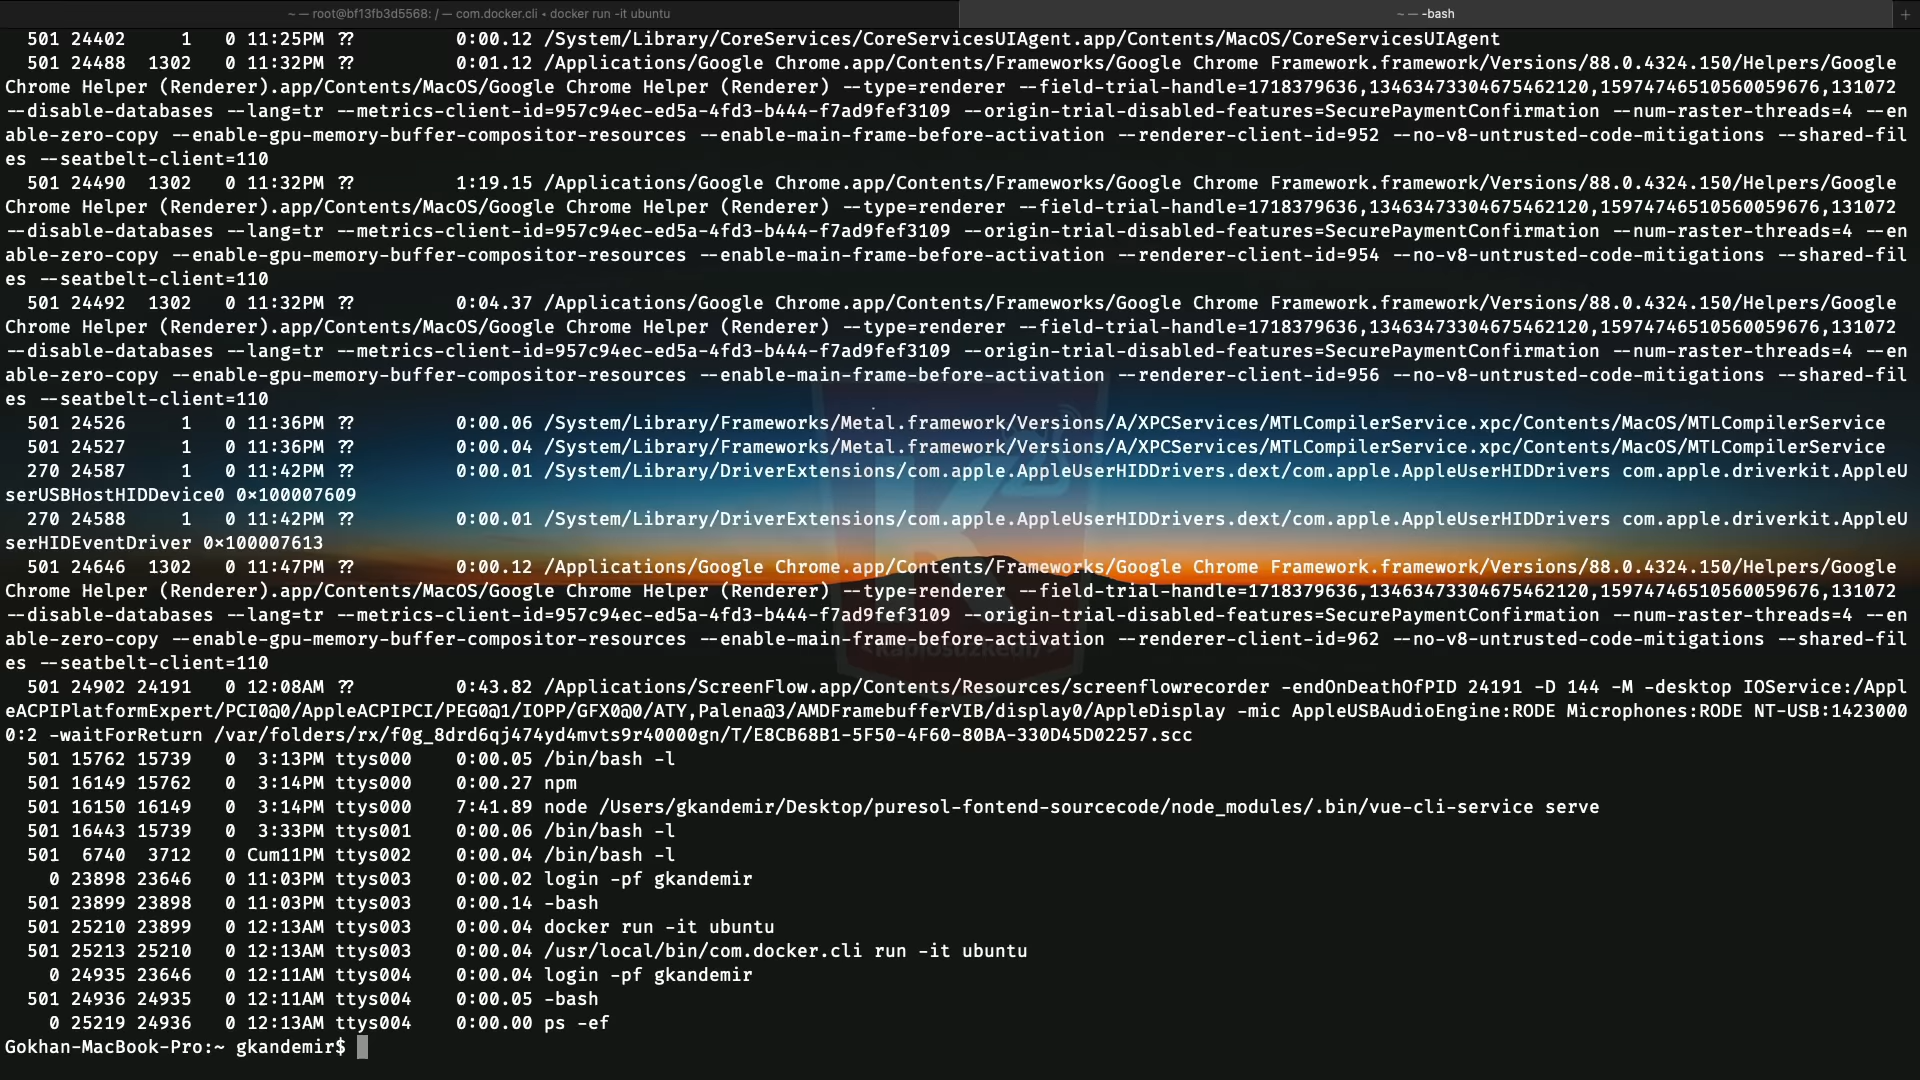 ~ — root@bf13fb3d5568: / — com.docker.cli • docker run -it ubuntu
~ — -bash
+
501 24402     1   0 11:25PM ??         0:00.12 /System/Library/CoreServices/CoreServicesUIAgent.app/Contents/MacOS/CoreServicesUIAgent
501 24488  1302   0 11:32PM ??         0:01.12 /Applications/Google Chrome.app/Contents/Frameworks/Google Chrome Framework.framework/Versions/88.0.4324.150/Helpers/Google
Chrome Helper (Renderer).app/Contents/MacOS/Google Chrome Helper (Renderer) --type=renderer --field-trial-handle=1718379636,13463473304675462120,15974746510560059676,131072
--disable-databases --lang=tr --metrics-client-id=957c94ec-ed5a-4fd3-b444-f7ad9fef3109 --origin-trial-disabled-features=SecurePaymentConfirmation --num-raster-threads=4 --en
able-zero-copy --enable-gpu-memory-buffer-compositor-resources --enable-main-frame-before-activation --renderer-client-id=952 --no-v8-untrusted-code-mitigations --shared-fil
es --seatbelt-client=110
501 24490  1302   0 11:32PM ??         1:19.15 /Applications/Google Chrome.app/Contents/Frameworks/Google Chrome Framework.framework/Versions/88.0.4324.150/Helpers/Google
Chrome Helper (Renderer).app/Contents/MacOS/Google Chrome Helper (Renderer) --type=renderer --field-trial-handle=1718379636,13463473304675462120,15974746510560059676,131072
--disable-databases --lang=tr --metrics-client-id=957c94ec-ed5a-4fd3-b444-f7ad9fef3109 --origin-trial-disabled-features=SecurePaymentConfirmation --num-raster-threads=4 --en
able-zero-copy --enable-gpu-memory-buffer-compositor-resources --enable-main-frame-before-activation --renderer-client-id=954 --no-v8-untrusted-code-mitigations --shared-fil
es --seatbelt-client=110
501 24492  1302   0 11:32PM ??         0:04.37 /Applications/Google Chrome.app/Contents/Frameworks/Google Chrome Framework.framework/Versions/88.0.4324.150/Helpers/Google
Chrome Helper (Renderer).app/Contents/MacOS/Google Chrome Helper (Renderer) --type=renderer --field-trial-handle=1718379636,13463473304675462120,15974746510560059676,131072
--disable-databases --lang=tr --metrics-client-id=957c94ec-ed5a-4fd3-b444-f7ad9fef3109 --origin-trial-disabled-features=SecurePaymentConfirmation --num-raster-threads=4 --en
able-zero-copy --enable-gpu-memory-buffer-compositor-resources --enable-main-frame-before-activation --renderer-client-id=956 --no-v8-untrusted-code-mitigations --shared-fil
es --seatbelt-client=110
501 24526     1   0 11:36PM ??         0:00.06 /System/Library/Frameworks/Metal.framework/Versions/A/XPCServices/MTLCompilerService.xpc/Contents/MacOS/MTLCompilerService
501 24527     1   0 11:36PM ??         0:00.04 /System/Library/Frameworks/Metal.framework/Versions/A/XPCServices/MTLCompilerService.xpc/Contents/MacOS/MTLCompilerService
270 24587     1   0 11:42PM ??         0:00.01 /System/Library/DriverExtensions/com.apple.AppleUserHIDDrivers.dext/com.apple.AppleUserHIDDrivers com.apple.driverkit.AppleU
serUSBHostHIDDevice0 0x100007609
270 24588     1   0 11:42PM ??         0:00.01 /System/Library/DriverExtensions/com.apple.AppleUserHIDDrivers.dext/com.apple.AppleUserHIDDrivers com.apple.driverkit.AppleU
serHIDEventDriver 0x100007613
501 24646  1302   0 11:47PM ??         0:00.12 /Applications/Google Chrome.app/Contents/Frameworks/Google Chrome Framework.framework/Versions/88.0.4324.150/Helpers/Google
Chrome Helper (Renderer).app/Contents/MacOS/Google Chrome Helper (Renderer) --type=renderer --field-trial-handle=1718379636,13463473304675462120,15974746510560059676,131072
--disable-databases --lang=tr --metrics-client-id=957c94ec-ed5a-4fd3-b444-f7ad9fef3109 --origin-trial-disabled-features=SecurePaymentConfirmation --num-raster-threads=4 --en
able-zero-copy --enable-gpu-memory-buffer-compositor-resources --enable-main-frame-before-activation --renderer-client-id=962 --no-v8-untrusted-code-mitigations --shared-fil
es --seatbelt-client=110
501 24902 24191   0 12:08AM ??         0:43.82 /Applications/ScreenFlow.app/Contents/Resources/screenflowrecorder -endOnDeathOfPID 24191 -D 144 -M -desktop IOService:/Appl
eACPIPlatformExpert/PCI0@0/AppleACPIPCI/PEG0@1/IOPP/GFX0@0/ATY,Palena@3/AMDFramebufferVIB/display0/AppleDisplay -mic AppleUSBAudioEngine:RODE Microphones:RODE NT-USB:1423000
0:2 -waitForReturn /var/folders/rx/f0g_8drd6qj474yd4mvts9r40000gn/T/E8CB68B1-5F50-4F60-80BA-330D45D02257.scc
501 15762 15739   0  3:13PM ttys000    0:00.05 /bin/bash -l
501 16149 15762   0  3:14PM ttys000    0:00.27 npm
501 16150 16149   0  3:14PM ttys000    7:41.89 node /Users/gkandemir/Desktop/puresol-fontend-sourcecode/node_modules/.bin/vue-cli-service serve
501 16443 15739   0  3:33PM ttys001    0:00.06 /bin/bash -l
501  6740  3712   0 Cum11PM ttys002    0:00.04 /bin/bash -l
0 23898 23646   0 11:03PM ttys003    0:00.02 login -pf gkandemir
501 23899 23898   0 11:03PM ttys003    0:00.14 -bash
501 25210 23899   0 12:13AM ttys003    0:00.04 docker run -it ubuntu
501 25213 25210   0 12:13AM ttys003    0:00.04 /usr/local/bin/com.docker.cli run -it ubuntu
0 24935 23646   0 12:11AM ttys004    0:00.04 login -pf gkandemir
501 24936 24935   0 12:11AM ttys004    0:00.05 -bash
0 25219 24936   0 12:13AM ttys004    0:00.00 ps -ef
Gokhan-MacBook-Pro:~ gkandemir$